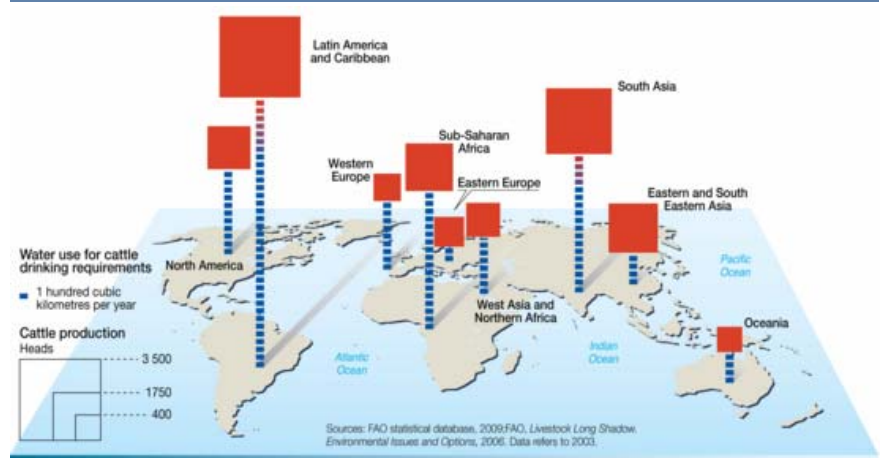 Latin America
and Caribbean
South Asia
Sub-Saharan
Africa
Western
Europe
Eastern Europe
Eastern and South
Eastern Asia
Water use for cattle
drinking requirements
North America
1 hundred cubic
kilometres per year
Pacific
Ocean
West Asia and
Northern Africa
Cattle production
Heads
3 500
1750
400
Atlantic
Ocean
Indian
Ocean
Oceania
Sources: FAO statistical database, 2009;FAO, Livestock Long Shadow.
Environmental Issues and Options, 2006. Data refers to 2003.